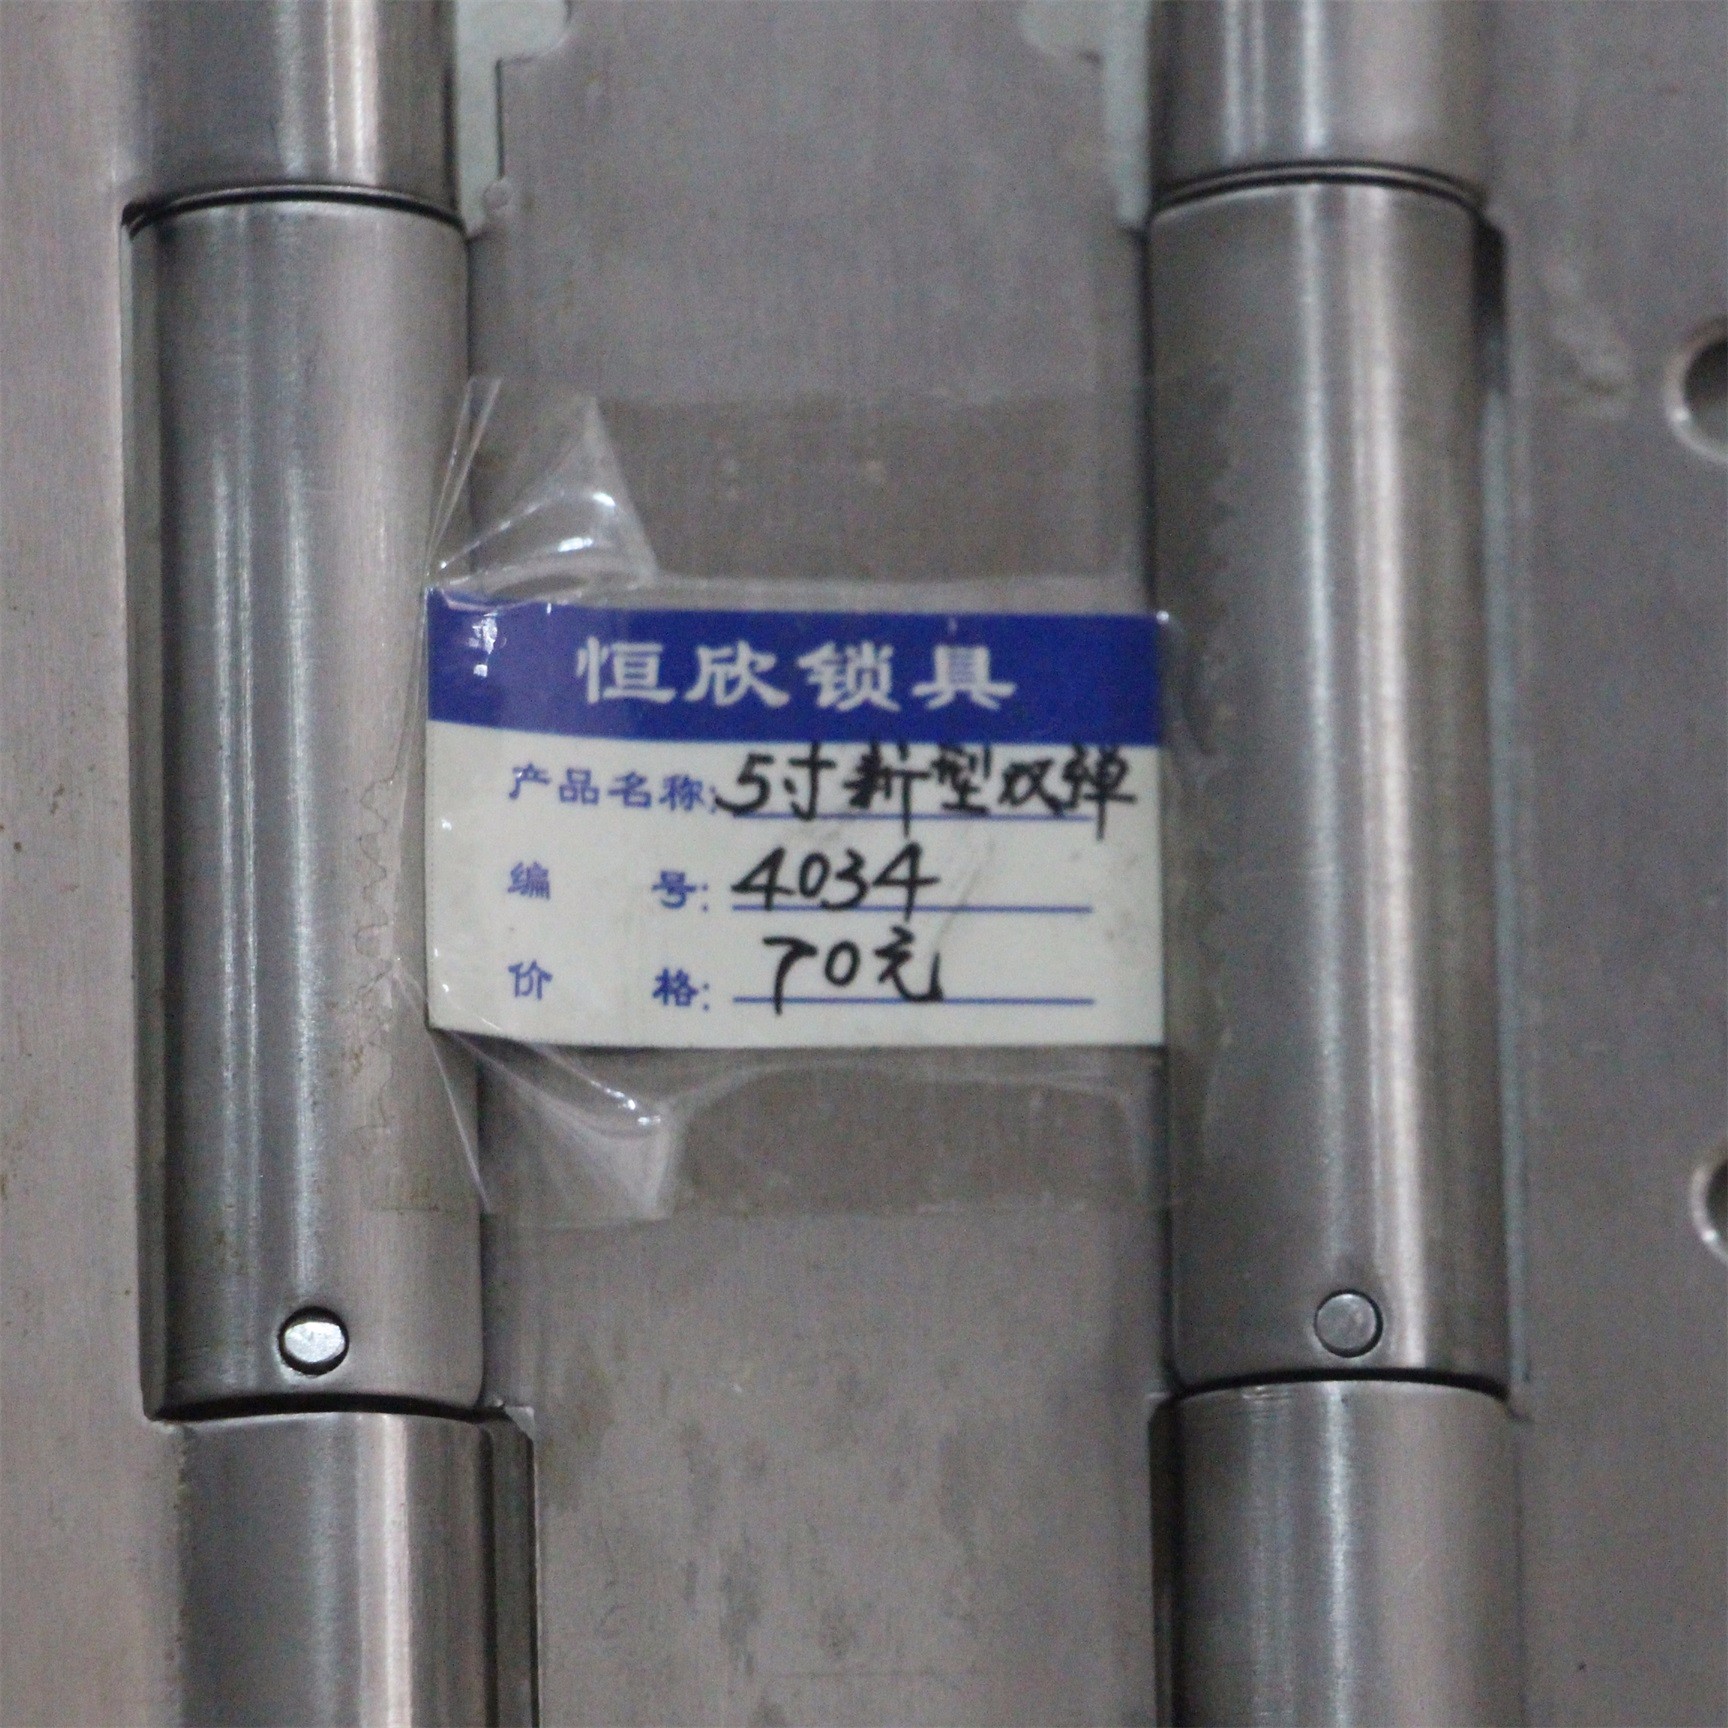 恒欣锁具
产品名称:5寸新型双弹
编 号:4034
价 格:70元